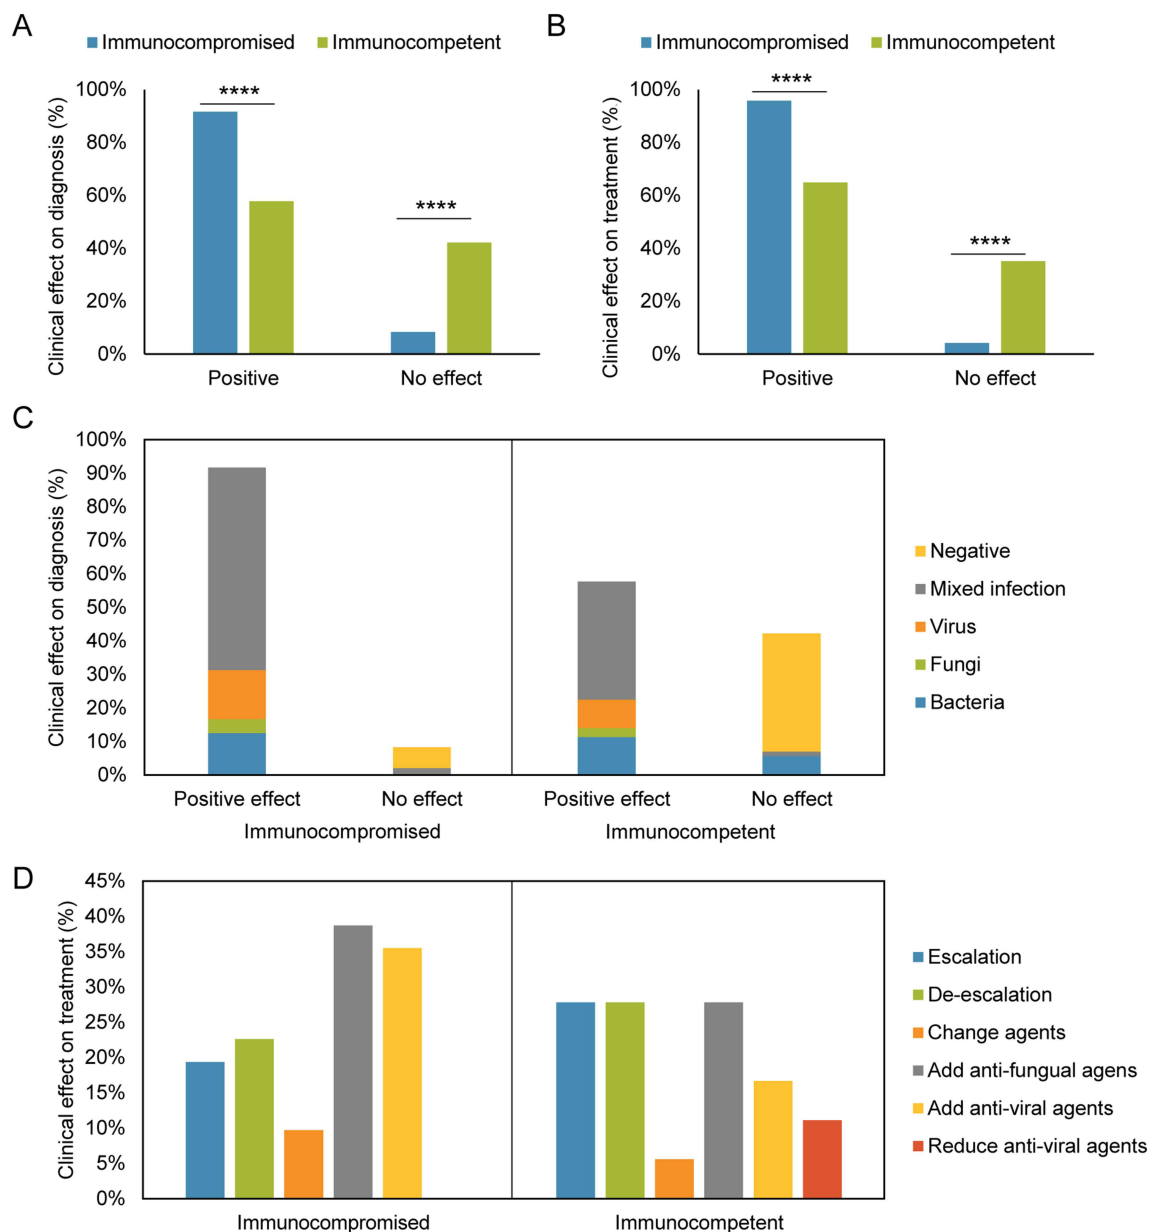 A
Immunocompromised Immunocompetent
Clinical effect on diagnosis (%)
100%
80%
60%
40%
20%
0%
****
****
Positive No effect
B
Immunocompromised Immunocompetent
Clinical effect on treatment (%)
100%
80%
60%
40%
20%
0%
****
****
Positive No effect
C
Clinical effect on diagnosis (%)
100%
90%
80%
70%
60%
50%
40%
30%
20%
10%
0%
Positive effect No effect Positive effect No effect
Immunocompromised Immunocompetent
Negative
Mixed infection
Virus
Fungi
Bacteria
D
Clinical effect on treatment (%)
45%
40%
35%
30%
25%
20%
15%
10%
5%
0%
Immunocompromised Immunocompetent
Escalation
De-escalation
Change agents
Add anti-fungual agens
Add anti-viral agents
Reduce anti-viral agents